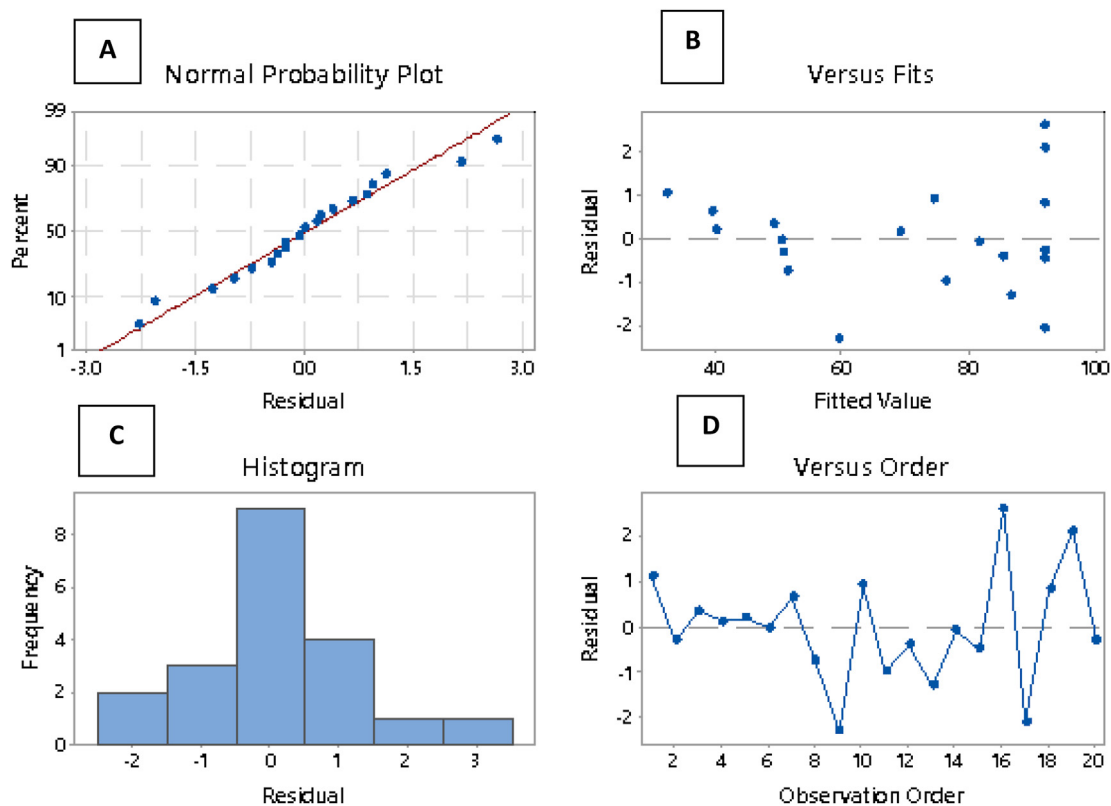 A
Normal Probability Plot
Percent
99
90
50
10
1
-3.0 -1.5 0.0 1.5 3.0
Residual
B
Versus Fits
Residual
2
1
0
-1
-2
40 60 80 100
Fitted Value
C
Histogram
Frequency
8
6
4
2
0
-2 -1 0 1 2 3
Residual
D
Versus Order
Residual
2
1
0
-1
-2
2 4 6 8 10 12 14 16 18 20
Observation Order